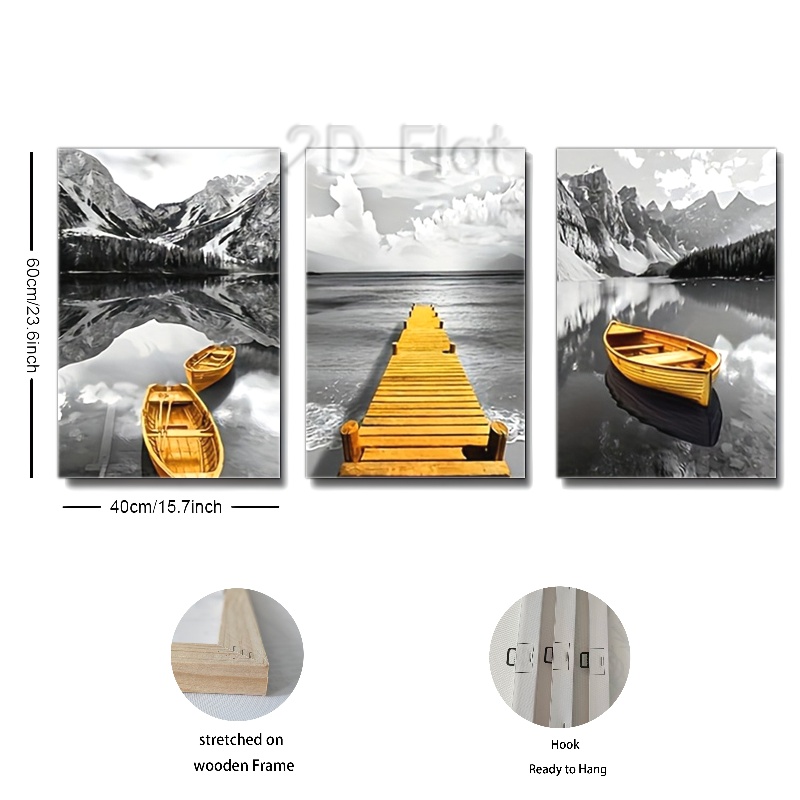 2D Flat
60cm/23.6inch
40cm/15.7inch
stretched on
wooden Frame
Hook
Ready to Hang